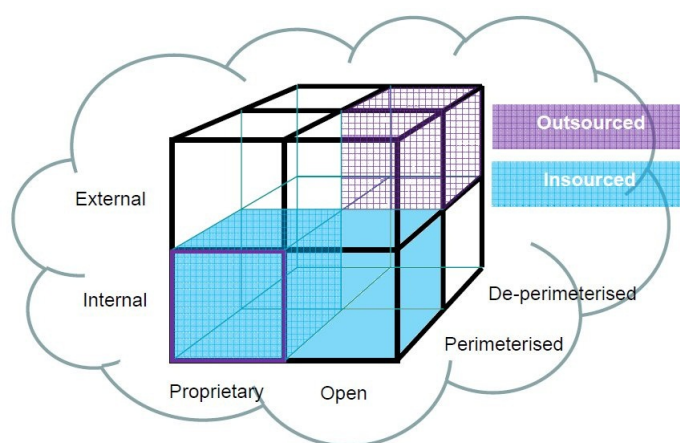 Outsourced
Insourced
External
Internal
De-perimeterised
Perimeterised
Proprietary Open